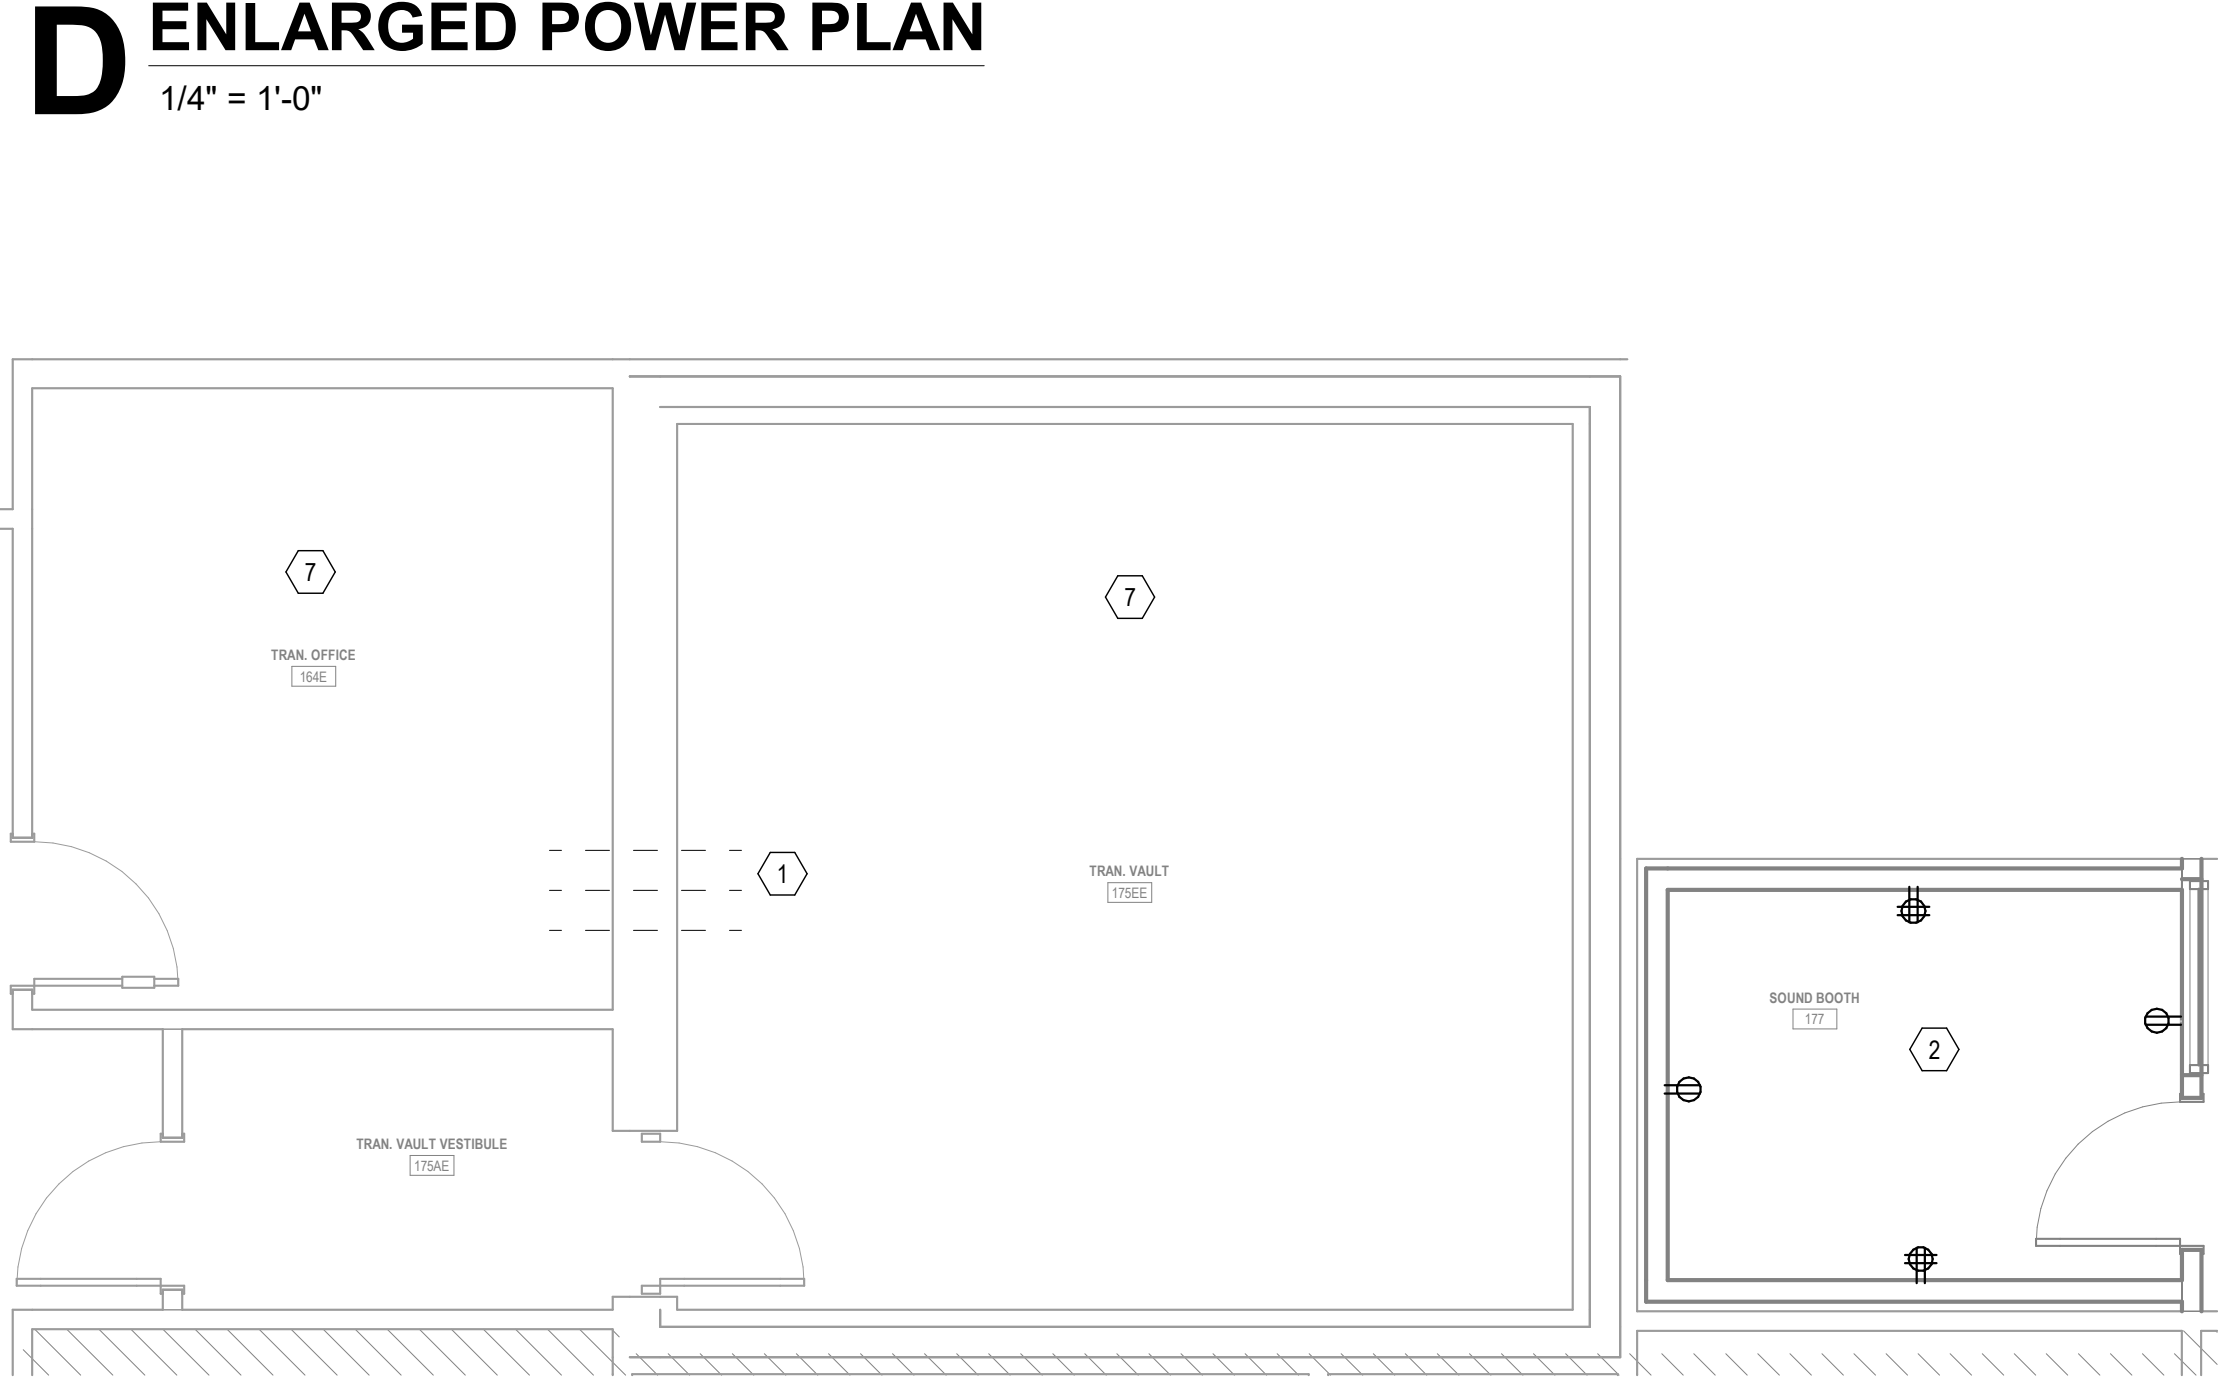 D ENLARGED POWER PLAN
1/4" = 1'-0"
7
7
TRAN. OFFICE
164E
1
TRAN. VAULT
175EE
SOUND BOOTH
177
2
TRAN. VAULT VESTIBULE
175AE